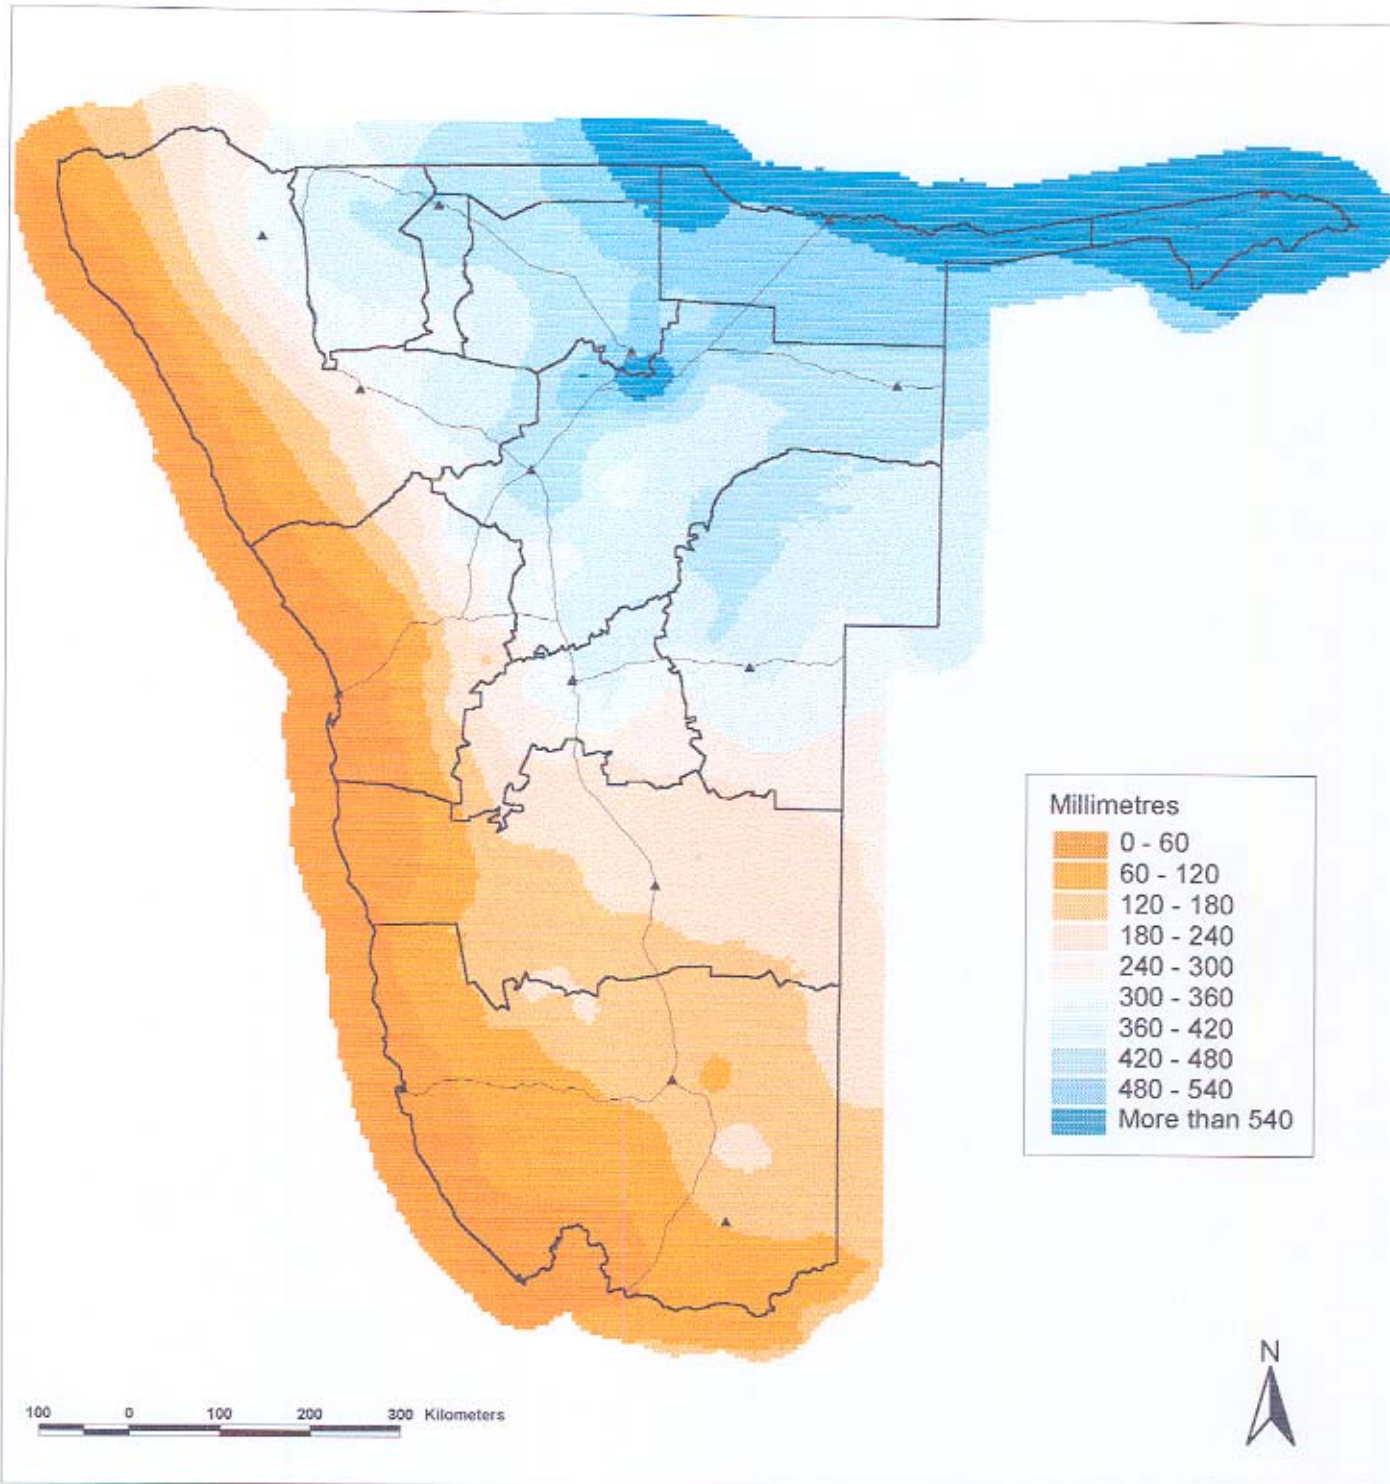 Millimetres
0 - 60
60 - 120
120 - 180
180 - 240
240 - 300
300 - 360
360 - 420
420 - 480
480 - 540
More than 540
N
100 0 100 200 300 Kilometers